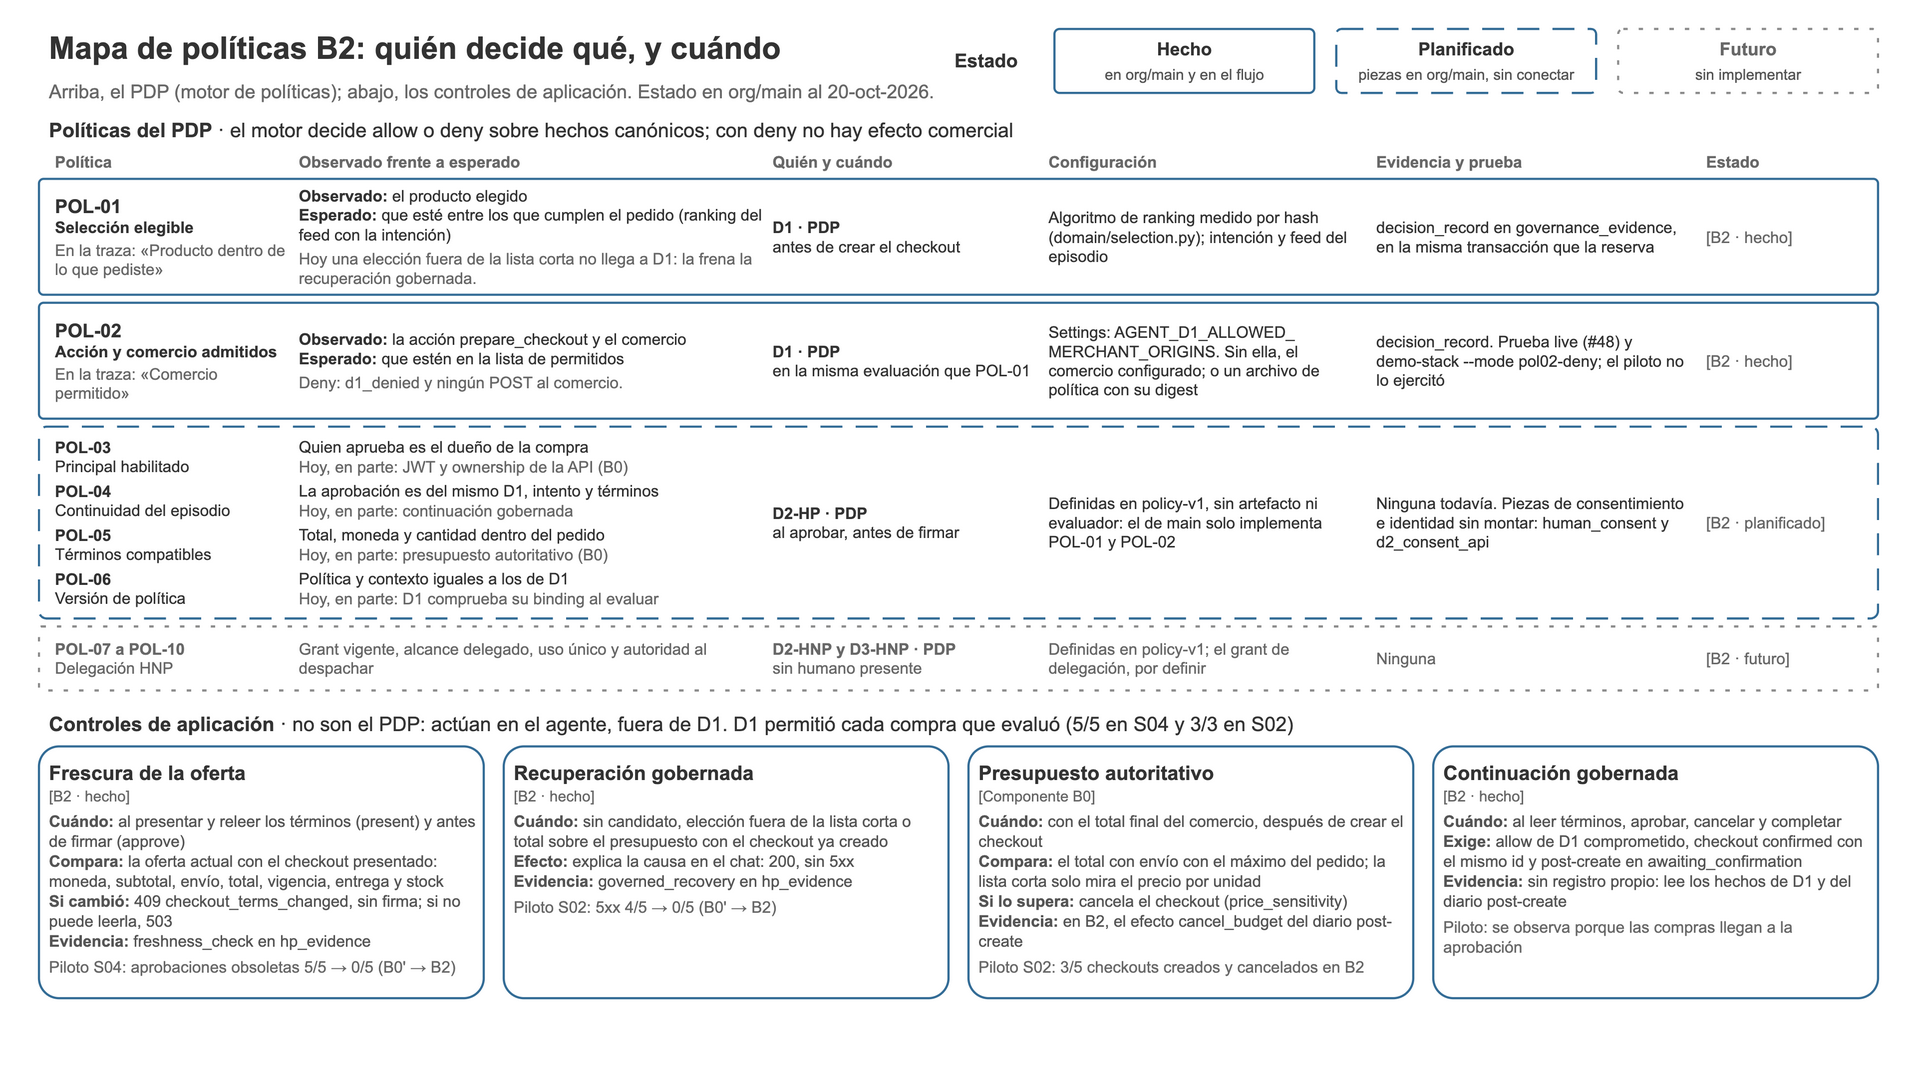 Mapa de políticas B2: quién decide qué, y cuándo
Arriba, el PDP (motor de políticas); abajo, los controles de aplicación. Estado en org/main al 20-oct-2026.
Estado
Hecho
en org/main y en el flujo
Planificado
piezas en org/main, sin conectar
Futuro
sin implementar
Políticas del PDP · el motor decide allow o deny sobre hechos canónicos; con deny no hay efecto comercial
Política
Observado frente a esperado
Quién y cuándo
Configuración
Evidencia y prueba
Estado
POL-01
Selección elegible
En la traza: «Producto dentro de
lo que pediste»
Observado: el producto elegido
Esperado: que esté entre los que cumplen el pedido (ranking del
feed con la intención)
Hoy una elección fuera de la lista corta no llega a D1: la frena la
recuperación gobernada.
D1 · PDP
antes de crear el checkout
Algoritmo de ranking medido por hash
(domain/selection.py); intención y feed del
episodio
decision_record en governance_evidence,
en la misma transacción que la reserva
[B2 · hecho]
POL-02
Acción y comercio admitidos
En la traza: «Comercio
permitido»
Observado: la acción prepare_checkout y el comercio
Esperado: que estén en la lista de permitidos
Deny: d1_denied y ningún POST al comercio.
D1 · PDP
en la misma evaluación que POL-01
Settings: AGENT_D1_ALLOWED_
MERCHANT_ORIGINS. Sin ella, el
comercio configurado; o un archivo de
política con su digest
decision_record. Prueba live (#48) y
demo-stack --mode pol02-deny; el piloto no
lo ejercitó
[B2 · hecho]
POL-03
Principal habilitado
Quien aprueba es el dueño de la compra
Hoy, en parte: JWT y ownership de la API (B0)
POL-04
Continuidad del episodio
La aprobación es del mismo D1, intento y términos
Hoy, en parte: continuación gobernada
POL-05
Términos compatibles
Total, moneda y cantidad dentro del pedido
Hoy, en parte: presupuesto autoritativo (B0)
POL-06
Versión de política
Política y contexto iguales a los de D1
Hoy, en parte: D1 comprueba su binding al evaluar
D2-HP · PDP
al aprobar, antes de firmar
Definidas en policy-v1, sin artefacto ni
evaluador: el de main solo implementa
POL-01 y POL-02
Ninguna todavía. Piezas de consentimiento
e identidad sin montar: human_consent y
d2_consent_api
[B2 · planificado]
POL-07 a POL-10
Delegación HNP
Grant vigente, alcance delegado, uso único y autoridad al
despachar
D2-HNP y D3-HNP · PDP
sin humano presente
Definidas en policy-v1; el grant de
delegación, por definir
Ninguna
[B2 · futuro]
Controles de aplicación · no son el PDP: actúan en el agente, fuera de D1. D1 permitió cada compra que evaluó (5/5 en S04 y 3/3 en S02)
Frescura de la oferta
[B2 · hecho]
Cuándo: al presentar y releer los términos (present) y antes
de firmar (approve)
Compara: la oferta actual con el checkout presentado:
moneda, subtotal, envío, total, vigencia, entrega y stock
Si cambió: 409 checkout_terms_changed, sin firma; si no
puede leerla, 503
Evidencia: freshness_check en hp_evidence
Piloto S04: aprobaciones obsoletas 5/5 → 0/5 (B0' → B2)
Recuperación gobernada
[B2 · hecho]
Cuándo: sin candidato, elección fuera de la lista corta o
total sobre el presupuesto con el checkout ya creado
Efecto: explica la causa en el chat: 200, sin 5xx
Evidencia: governed_recovery en hp_evidence
Piloto S02: 5xx 4/5 → 0/5 (B0' → B2)
Presupuesto autoritativo
[Componente B0]
Cuándo: con el total final del comercio, después de crear el
checkout
Compara: el total con envío con el máximo del pedido; la
lista corta solo mira el precio por unidad
Si lo supera: cancela el checkout (price_sensitivity)
Evidencia: en B2, el efecto cancel_budget del diario post-
create
Piloto S02: 3/5 checkouts creados y cancelados en B2
Continuación gobernada
[B2 · hecho]
Cuándo: al leer términos, aprobar, cancelar y completar
Exige: allow de D1 comprometido, checkout confirmed con
el mismo id y post-create en awaiting_confirmation
Evidencia: sin registro propio: lee los hechos de D1 y del
diario post-create
Piloto: se observa porque las compras llegan a la
aprobación